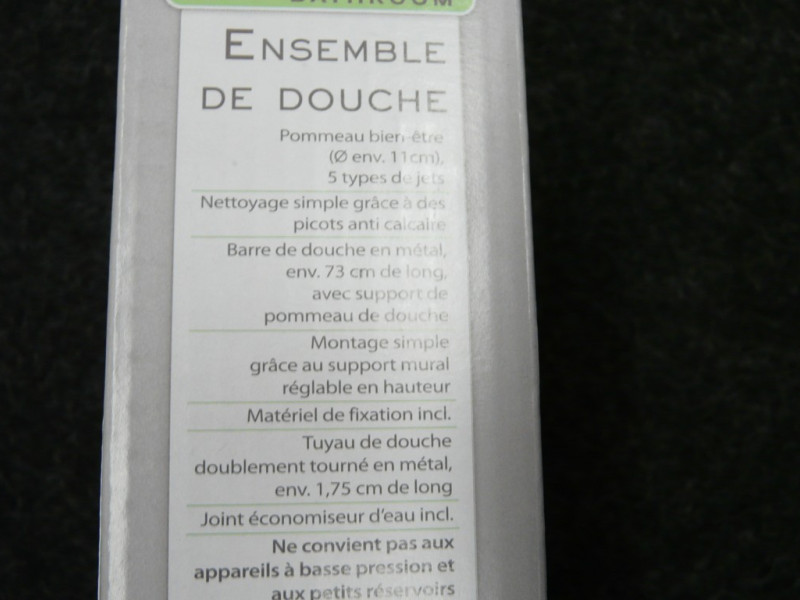 BATHROOM
ENSEMBLE
DE DOUCHE
Pommeau bien-être
(Ø env. 11cm),
5 types de jets
Nettoyage simple grâce à des
picots anti calcaire
Barre de douche en métal,
env. 73 cm de long,
avec support de
pommeau de douche
Montage simple
grâce au support mural
réglable en hauteur
Matériel de fixation incl.
Tuyau de douche
doublement tourné en métal,
env. 1,75 cm de long
Joint économiseur d'eau incl.
Ne convient pas aux
appareils à basse pression et
aux petits réservoirs